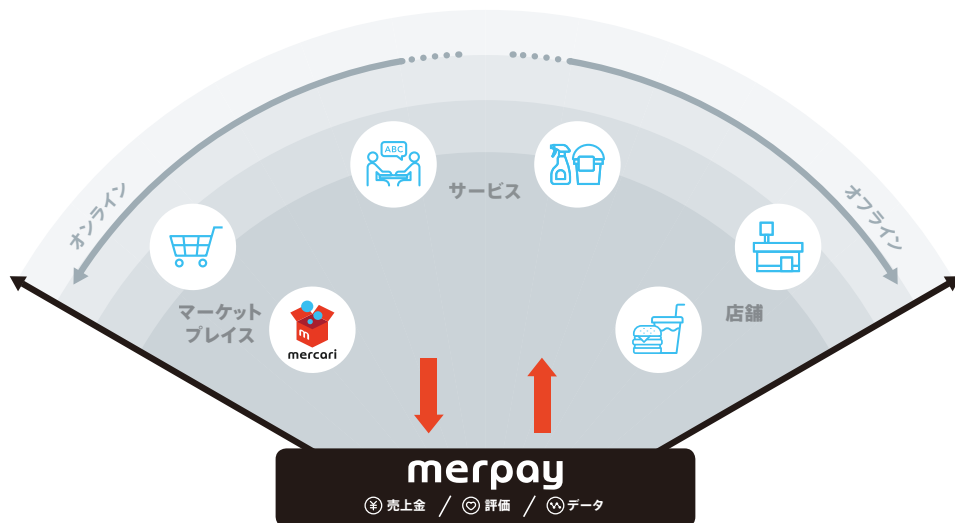 オンライン
オフライン
ABC
サービス
マーケット
プレイス
m
mercari
店舗
merpay
¥ 売上金 / 評価 / データ